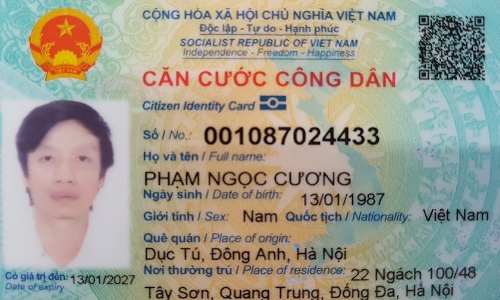 CỘNG HÒA XÃ HỘI CHỦ NGHĨA VIỆT NAM
Độc lập - Tự do - Hạnh phúc
SOCIALIST REPUBLIC OF VIET NAM
Independence - Freedom - Happiness
CĂN CƯỚC CÔNG DÂN
Citizen Identity Card
Số / No.: 001087024433
Họ và tên / Full name:
PHẠM NGỌC CƯƠNG
Ngày sinh / Date of birth: 13/01/1987
Giới tính / Sex: Nam Quốc tịch / Nationality: Việt Nam
Quê quán / Place of origin:
Dục Tú, Đông Anh, Hà Nội
Nơi thường trú / Place of residence: 22 Ngách 100/48
Tây Sơn, Quang Trung, Đống Đa, Hà Nội
Có giá trị đến: 13/01/2027
Date of expiry